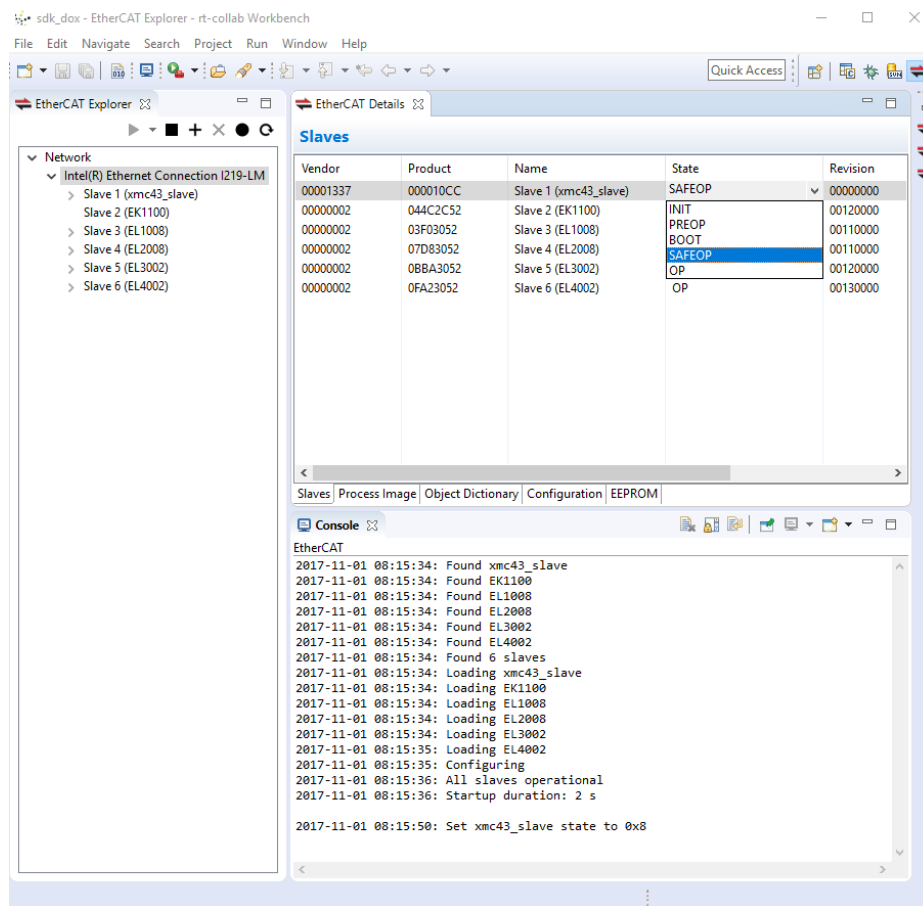 sdk_dox - EtherCAT Explorer - rt-collab Workbench
File Edit Navigate Search Project Run Window Help
Quick Access
EtherCAT Explorer
Network
Intel(R) Ethernet Connection I219-LM
Slave 1 (xmc43_slave)
Slave 2 (EK1100)
Slave 3 (EL1008)
Slave 4 (EL2008)
Slave 5 (EL3002)
Slave 6 (EL4002)
EtherCAT Details
Slaves
Vendor Product Name State Revision
00001337 000010CC Slave 1 (xmc43_slave) SAFEOP 00000000
00000002 044C2C52 Slave 2 (EK1100) INIT 00120000
00000002 03F03052 Slave 3 (EL1008) PREOP 00110000
BOOT
00000002 07D83052 Slave 4 (EL2008) SAFEOP 00110000
00000002 0BBA3052 Slave 5 (EL3002) OP 00120000
00000002 0FA23052 Slave 6 (EL4002) OP 00130000
Slaves Process Image Object Dictionary Configuration EEPROM
Console
EtherCAT
2017-11-01 08:15:34: Found xmc43_slave
2017-11-01 08:15:34: Found EK1100
2017-11-01 08:15:34: Found EL1008
2017-11-01 08:15:34: Found EL2008
2017-11-01 08:15:34: Found EL3002
2017-11-01 08:15:34: Found EL4002
2017-11-01 08:15:34: Found 6 slaves
2017-11-01 08:15:34: Loading xmc43_slave
2017-11-01 08:15:34: Loading EK1100
2017-11-01 08:15:34: Loading EL1008
2017-11-01 08:15:34: Loading EL2008
2017-11-01 08:15:34: Loading EL3002
2017-11-01 08:15:35: Loading EL4002
2017-11-01 08:15:35: Configuring
2017-11-01 08:15:36: All slaves operational
2017-11-01 08:15:36: Startup duration: 2 s
2017-11-01 08:15:50: Set xmc43_slave state to 0x8